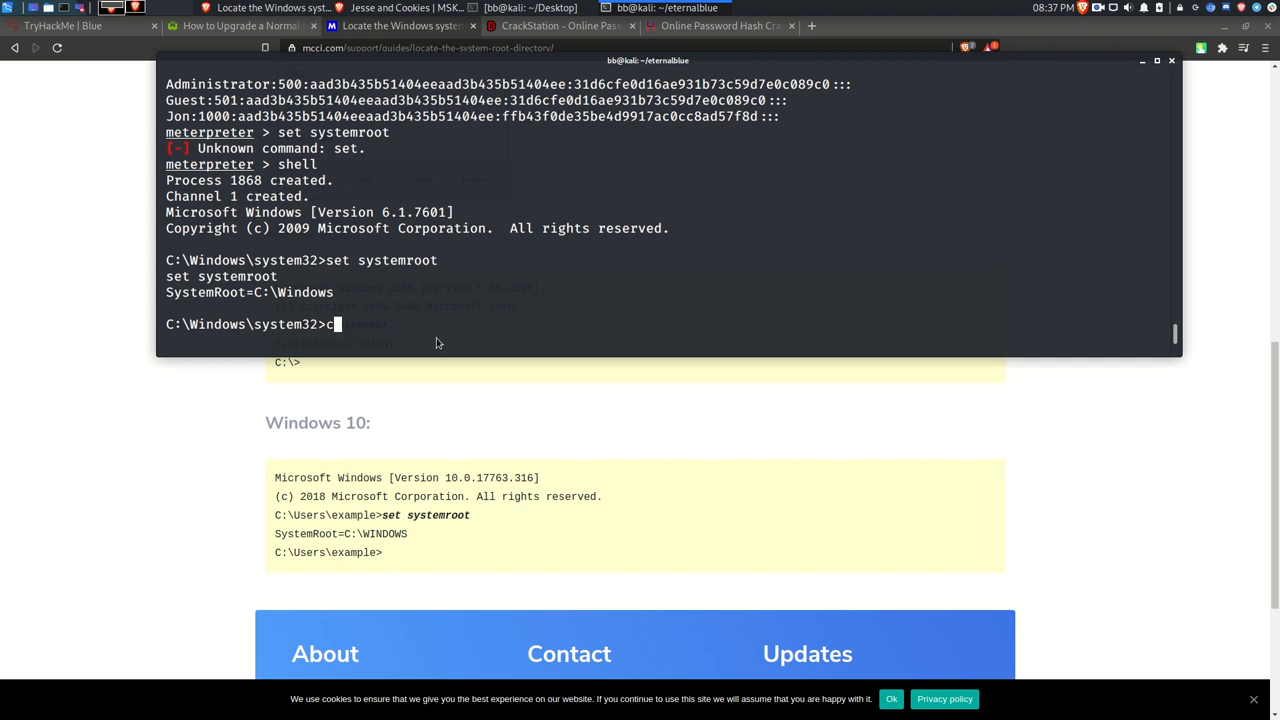 Locate the Windows syst...
Jesse and Cookies | MSK...
[bb@kali: ~/Desktop]
bb@kali: ~/eternalblue
08:37 PM
TryHackMe | Blue
How to Upgrade a Normal
Locate the Windows system
CrackStation - Online Passw
Online Password Hash Crac
mcci.com/support/guides/locate-the-system-root-directory/
bb@kali: ~/eternalblue
Administrator:500:aad3b435b51404eeaad3b435b51404ee:31d6cfe0d16ae931b73c59d7e0c089c0:::
Guest:501:aad3b435b51404eeaad3b435b51404ee:31d6cfe0d16ae931b73c59d7e0c089c0:::
Jon:1000:aad3b435b51404eeaad3b435b51404ee:ffb43f0de35be4d9917ac0cc8ad57f8d:::
meterpreter > set systemroot
[-] Unknown command: set.
meterpreter > shell
Process 1868 created.
Channel 1 created.
Microsoft Windows [Version 6.1.7601]
Copyright (c) 2009 Microsoft Corporation.  All rights reserved.
C:\Windows\system32>set systemroot
set systemroot
SystemRoot=C:\Windows
C:\Windows\system32>c
SystemRoot=C:\WINNT
C:\>
Windows 10:
Microsoft Windows [Version 10.0.17763.316]
(c) 2018 Microsoft Corporation. All rights reserved.
C:\Users\example>set systemroot
SystemRoot=C:\WINDOWS
C:\Users\example>
About
Contact
Updates
We use cookies to ensure that we give you the best experience on our website. If you continue to use this site we will assume that you are happy with it.
Ok
Privacy policy